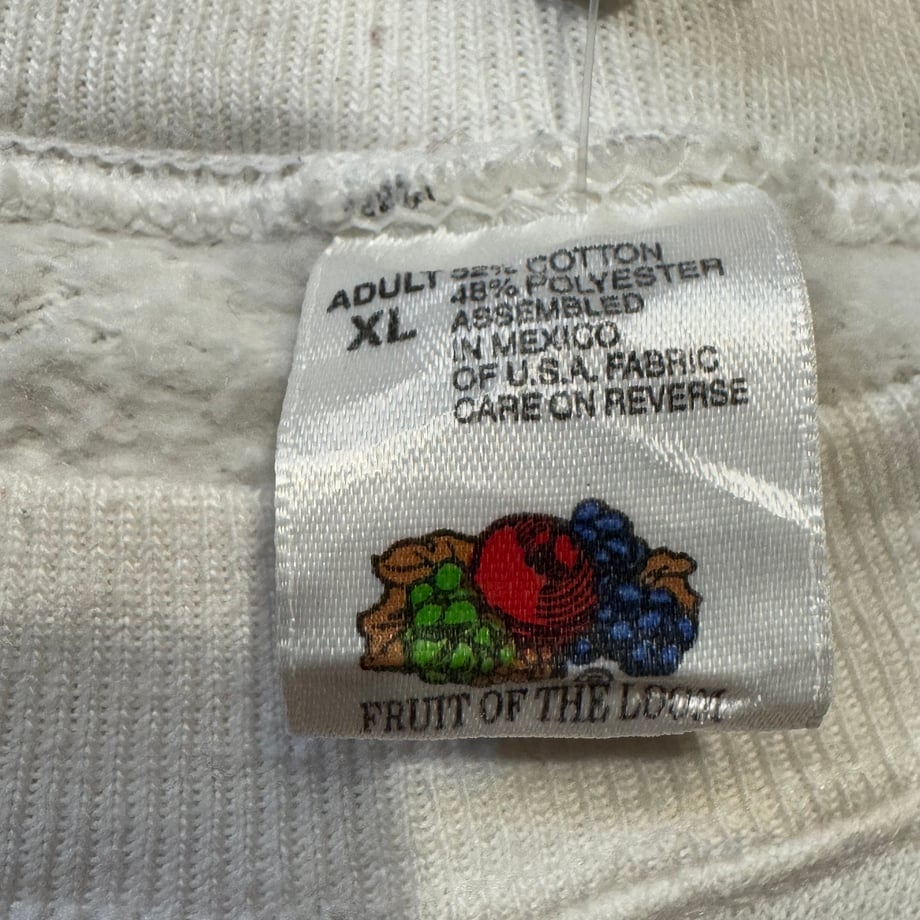 ADULT
XL
52% COTTON
48% POLYESTER
ASSEMBLED
IN MEXICO
OF U.S.A. FABRIC
CARE ON REVERSE
®
FRUIT OF THE LOOM